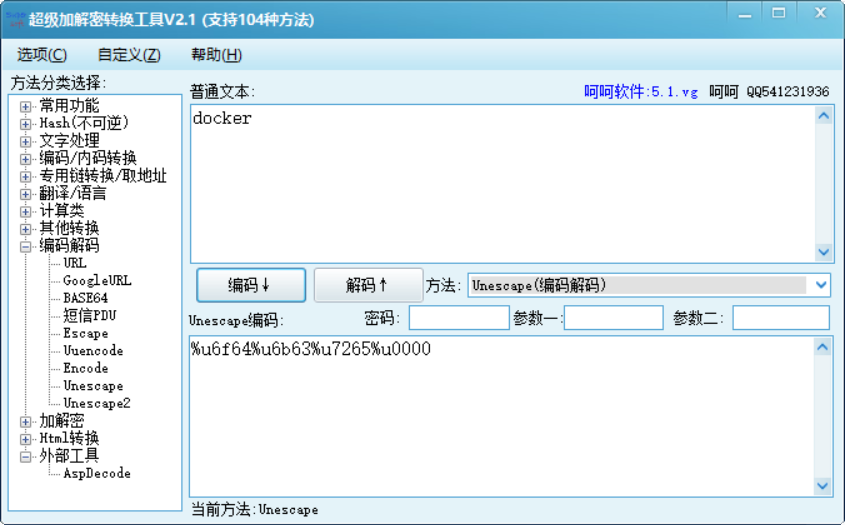 超级加解密转换工具V2.1 (支持104种方法)
选项(C) 自定义(Z) 帮助(H)
方法分类选择:
常用功能
Hash(不可逆)
文字处理
编码/内码转换
专用链转换/取地址
翻译/语言
计算类
其他转换
编码解码
URL
GoogleURL
BASE64
短信PDU
Escape
Uuencode
Encode
Unescape
Unescape2
加解密
Html转换
外部工具
AspDecode
普通文本: 呵呵软件:5.1.vg 呵呵 QQ541231936
docker
编码↓ 解码↑ 方法: Unescape(编码解码)
Unescape编码: 密码: 参数一: 参数二:
%u6f64%u6b63%u7265%u0000
当前方法:Unescape